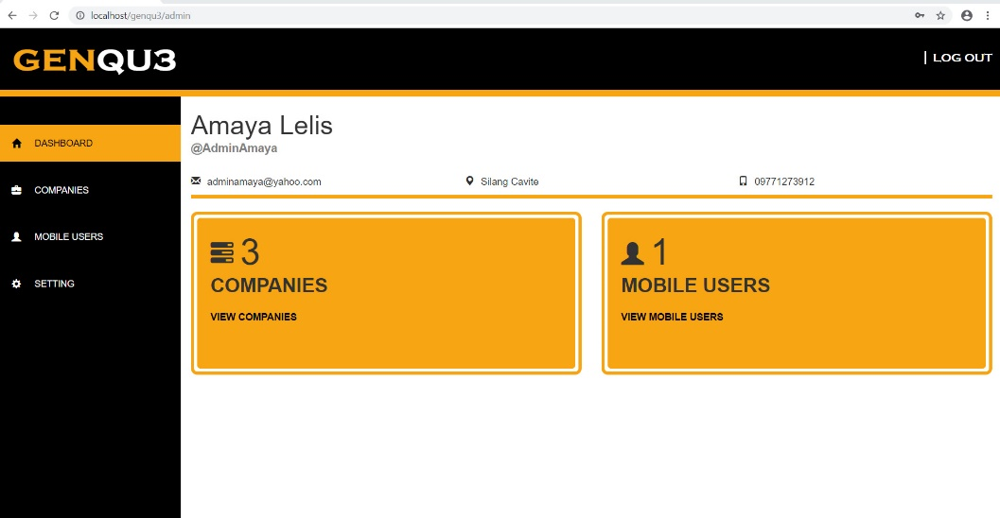 localhost/genqu3/admin
GENQU3
LOG OUT
DASHBOARD
COMPANIES
MOBILE USERS
SETTING
Amaya Lelis
@AdminAmaya
adminamaya@yahoo.com Silang Cavite 09771273912
3
COMPANIES
VIEW COMPANIES
1
MOBILE USERS
VIEW MOBILE USERS